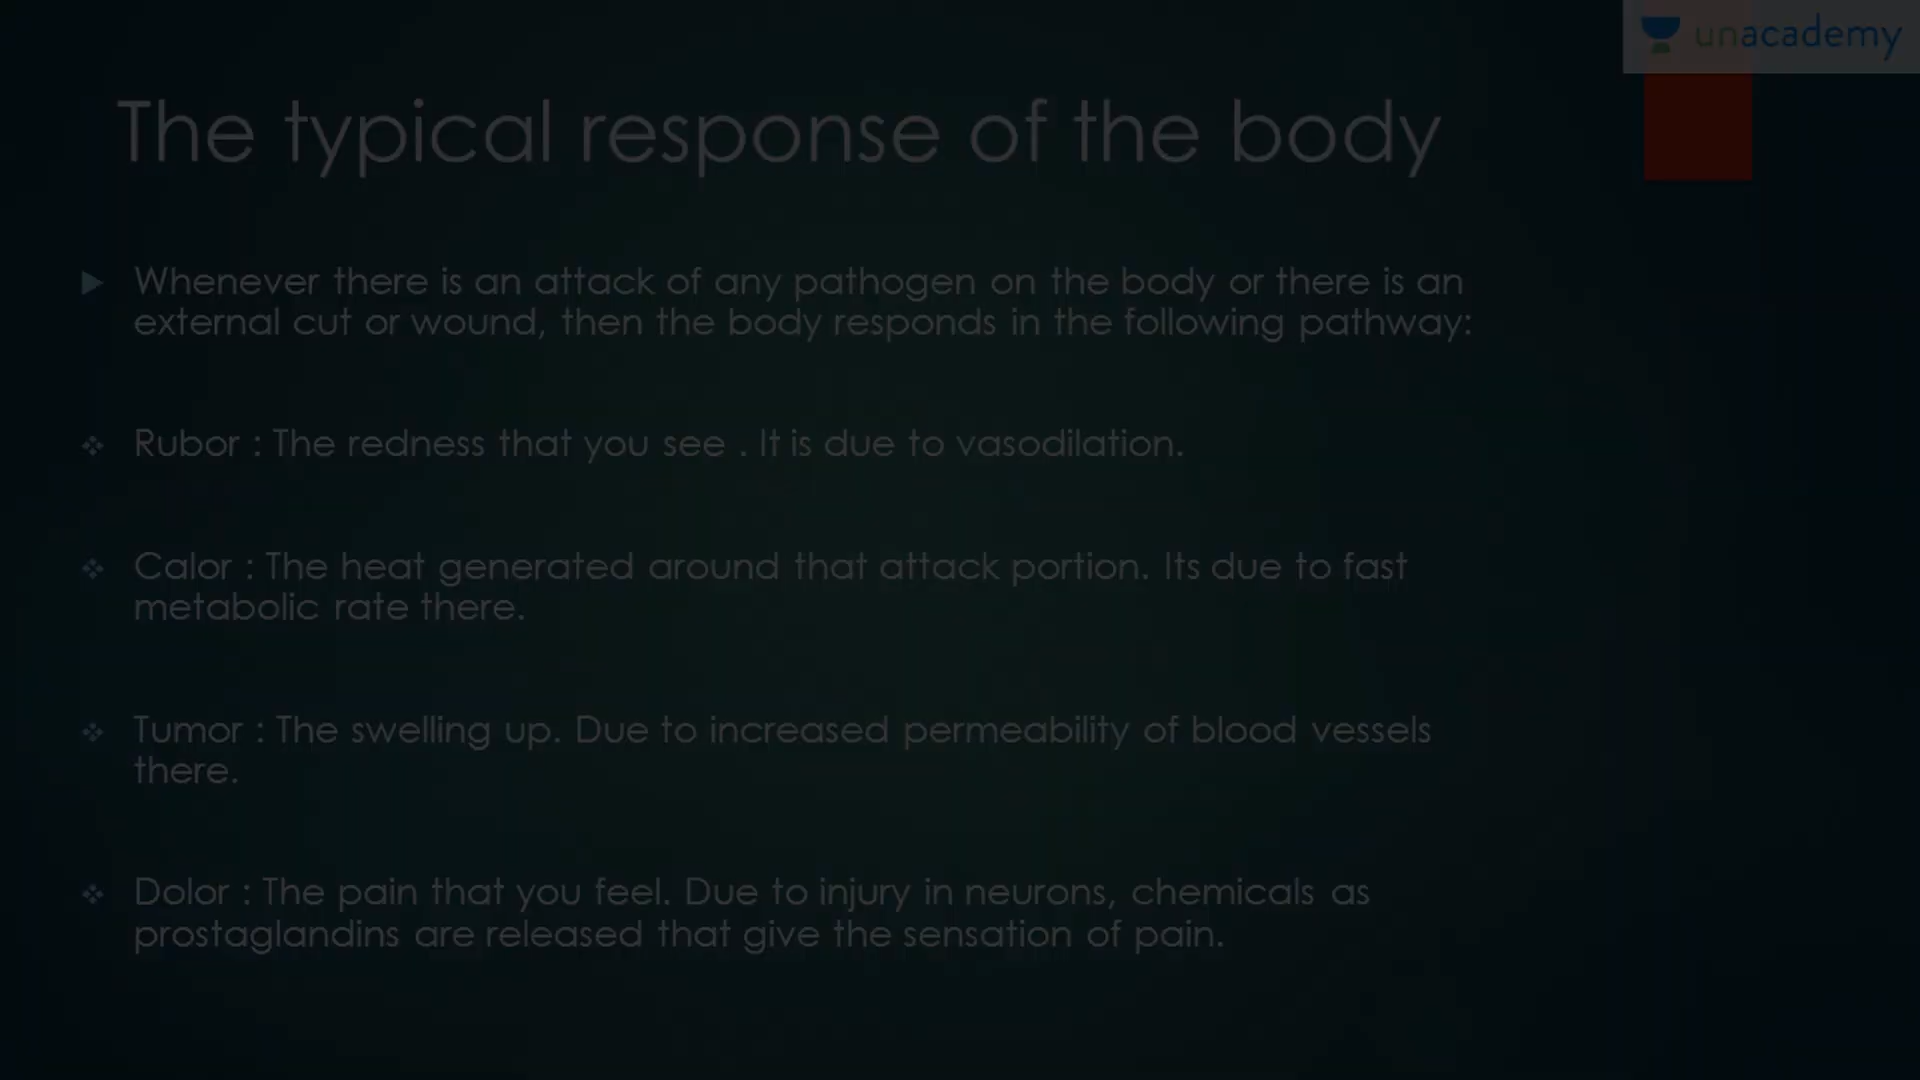 unacademy
The typical response of the body
Whenever there is an attack of any pathogen on the body or there is an
external cut or wound, then the body responds in the following pathway:
Rubor : The redness that you see . It is due to vasodilation.
Calor : The heat generated around that attack portion. Its due to fast
metabolic rate there.
Tumor : The swelling up. Due to increased permeability of blood vessels
there.
Dolor : The pain that you feel. Due to injury in neurons, chemicals as
prostaglandins are released that give the sensation of pain.